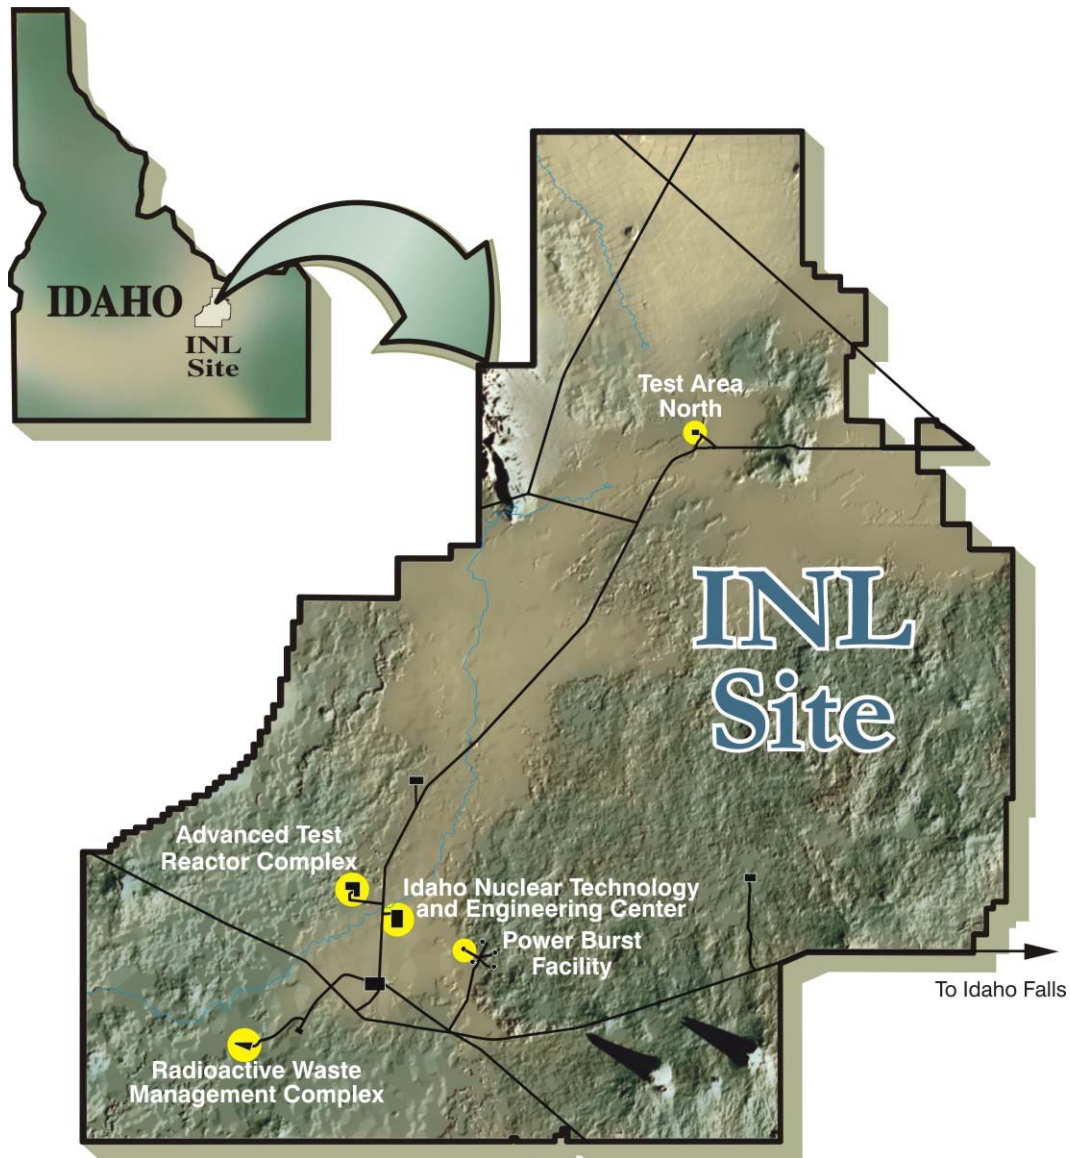 IDAHO
INL
Site
Test Area
North
INL
Site
Advanced Test
Reactor Complex
Idaho Nuclear Technology
and Engineering Center
Power Burst
Facility
To Idaho Falls
Radioactive Waste
Management Complex